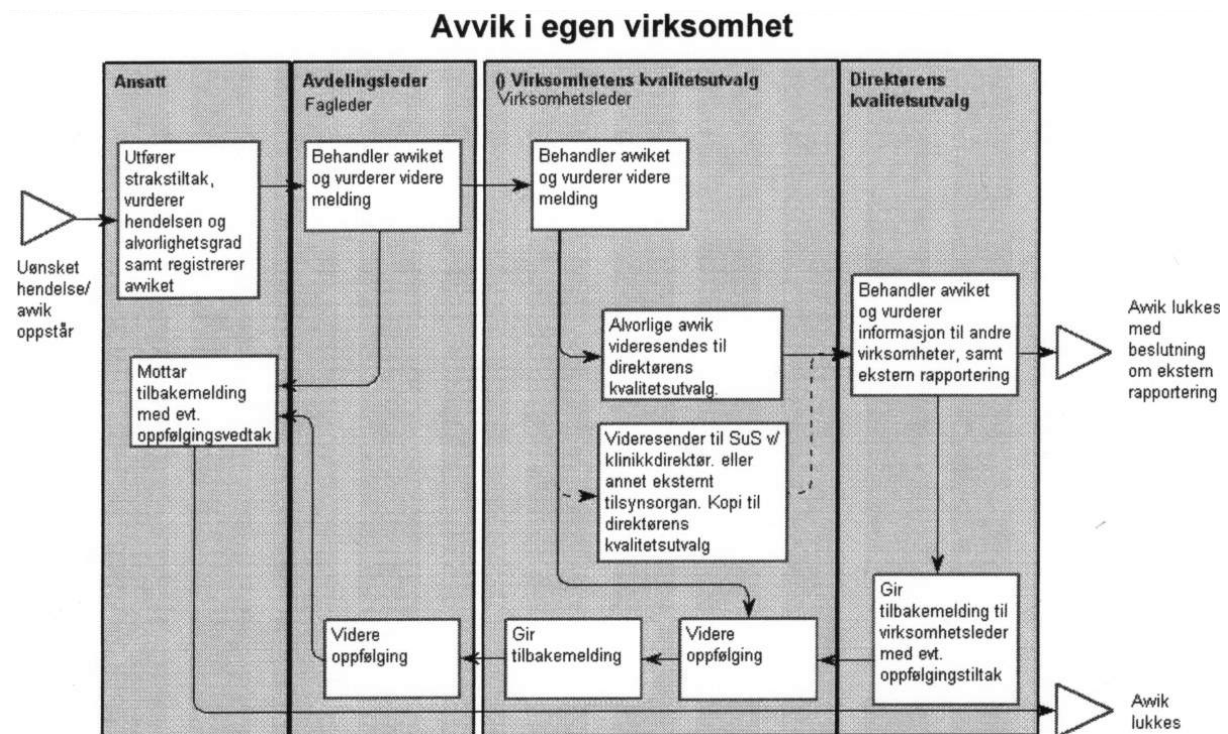 Avvik i egen virksomhet
Ansatt
Avdelingsleder
Fagleder
() Virksomhetens kvalitetsutvalg
Virksomhetsleder
Direktørens
kvalitetsutvalg
Utfører
strakstiltak,
vurderer
hendelsen og
alvorlighetsgrad
samt registrerer
avviket
Behandler avviket
og vurderer videre
melding
Behandler avviket
og vurderer videre
melding
Uønsket
hendelse/
avvik
oppstår
Alvorlige avvik
videresendes til
direktørens
kvalitetsutvalg.
Behandler avviket
og vurderer
informasjon til andre
virksomheter, samt
ekstern rapportering
Avvik lukkes
med
beslutning
om ekstern
rapportering
Mottar
tilbakemelding
med evt.
oppfølgingsvedtak
Videresender til SuS v/
klinikkdirektør. eller
annet eksternt
tilsynsorgan. Kopi til
direktørens
kvalitetsutvalg
Videre
oppfølging
Gir
tilbakemelding
Videre
oppfølging
Gir
tilbakemelding til
virksomhetsleder
med evt.
oppfølgingstiltak
Avvik
lukkes